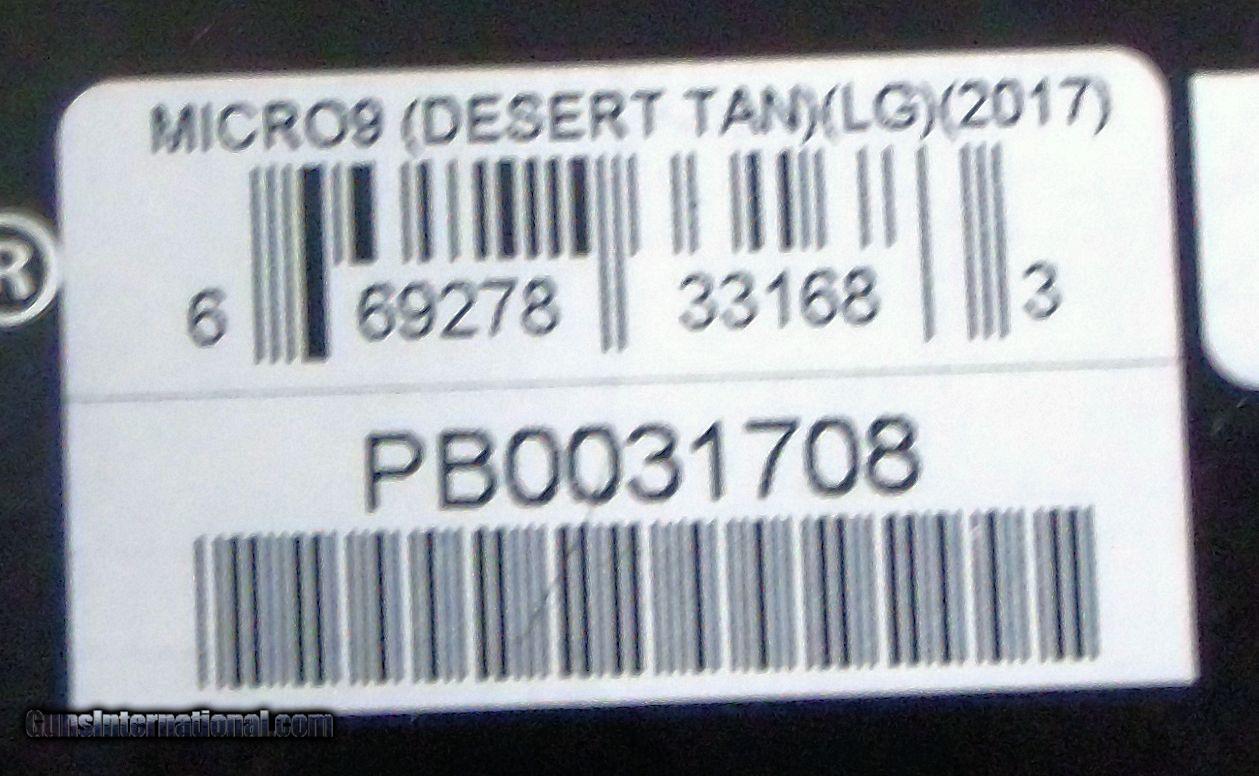 MICRO9 (DESERT TAN)(LG)(2017)
6 69278 33168 3
®
PB0031708
GunsInternational.com